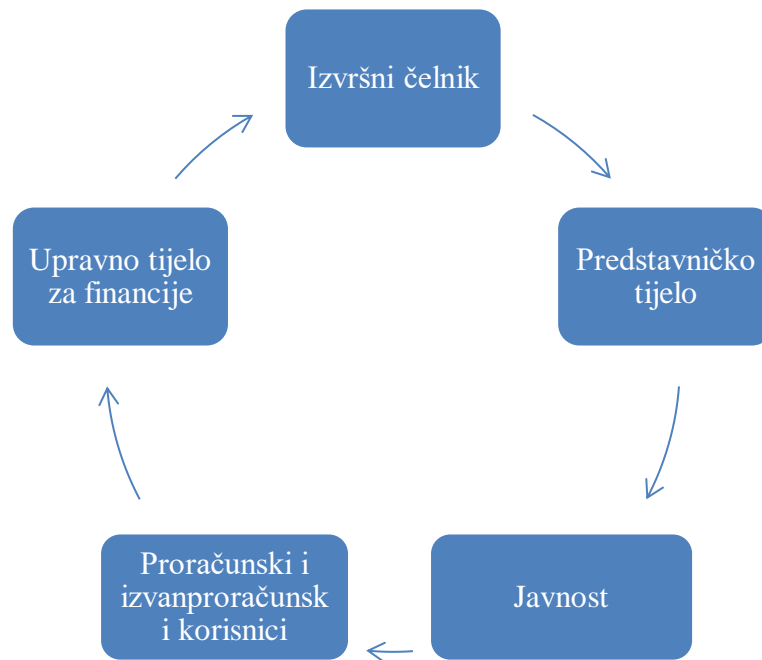 Izvršni čelnik
Predstavničko
tijelo
Javnost
Proračunski i
izvanproračunsk
i korisnici
Upravno tijelo
za financije